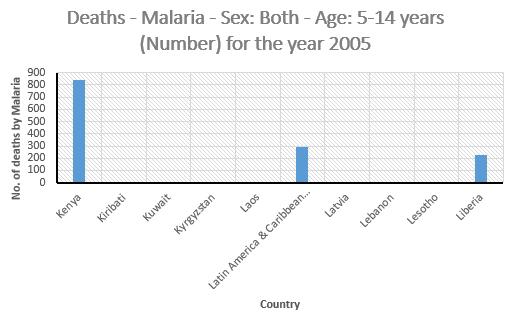 Deaths - Malaria - Sex: Both - Age: 5-14 years
(Number) for the year 2005
No. of deaths by Malaria
900
800
700
600
500
400
300
200
100
0
Kenya
Kiribati
Kuwait
Kyrgyzstan
Laos
Latin America & Caribbean...
Latvia
Lebanon
Lesotho
Liberia
Country